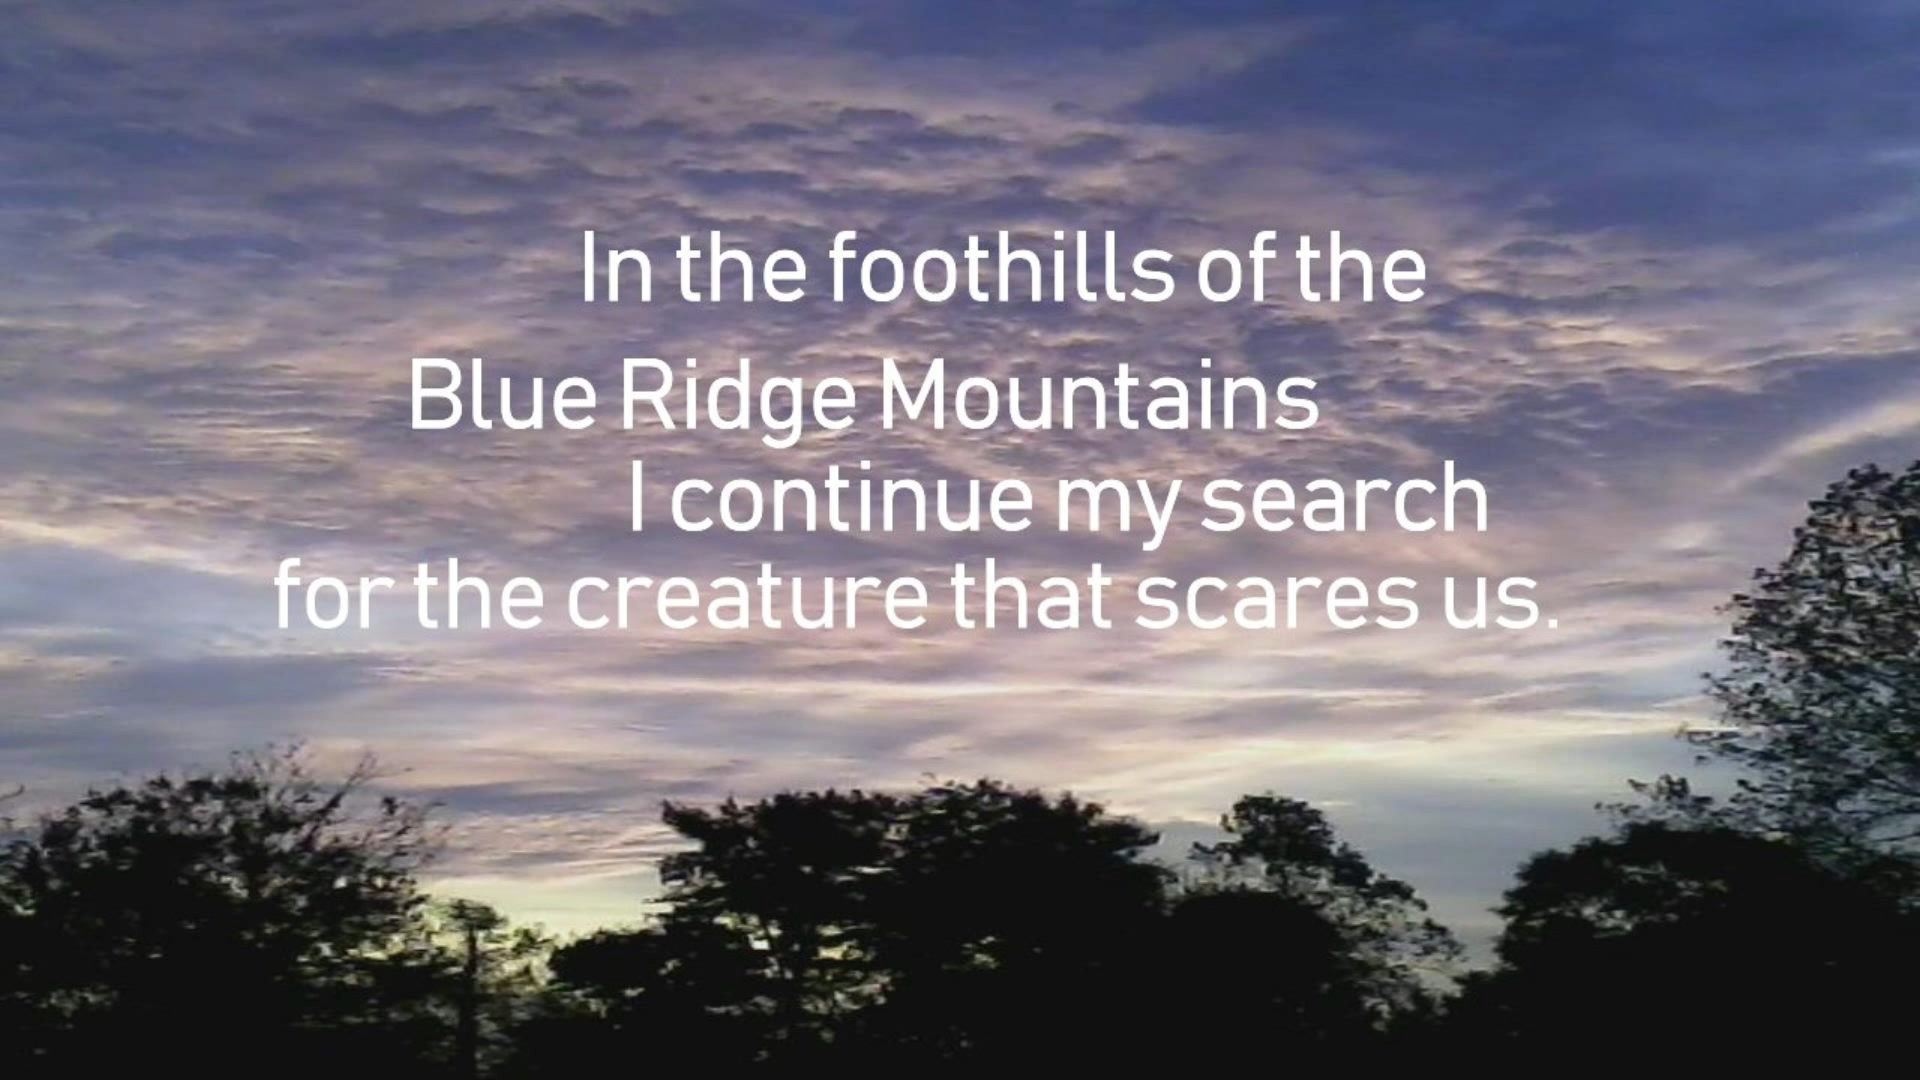 In the foothills of the
Blue Ridge Mountains
I continue my search
for the creature that scares us.